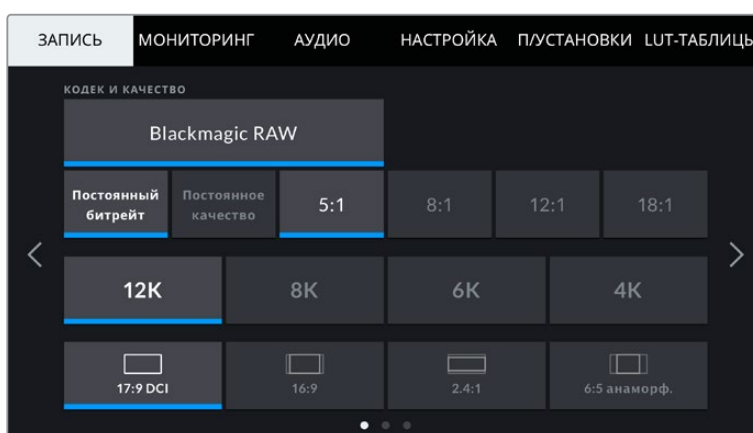 ЗАПИСЬ МОНИТОРИНГ АУДИО НАСТРОЙКА П/УСТАНОВКИ LUT-ТАБЛИЦЫ
КОДЕК И КАЧЕСТВО
Blackmagic RAW
Постоянный битрейт
Постоянное качество
5:1 8:1 12:1 18:1
12K 8K 6K 4K
17:9 DCI 16:9 2.4:1 6:5 анаморф.